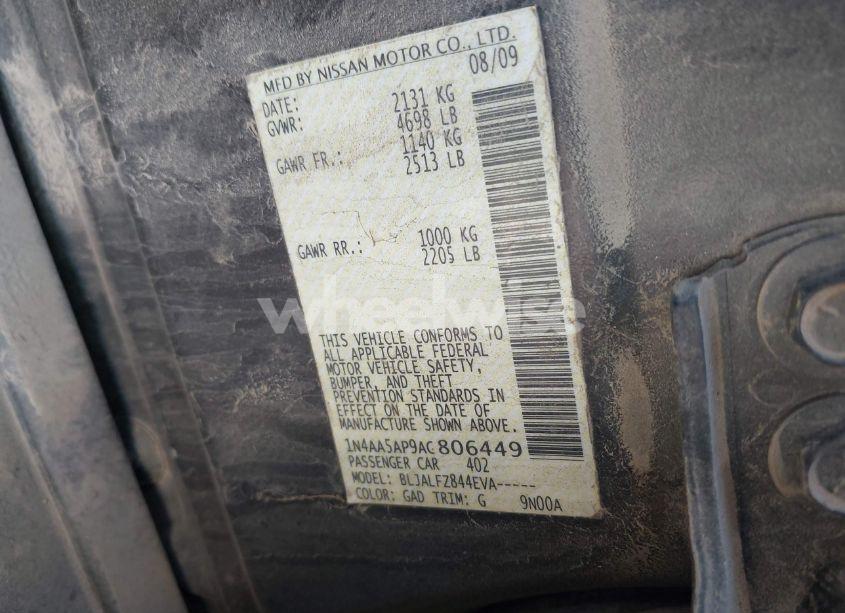 MFD BY NISSAN MOTOR CO., LTD.
DATE: 08/09
GVWR: 2131 KG
4698 LB
GAWR FR.: 1140 KG
2513 LB
GAWR RR.: 1000 KG
2205 LB
wheelwise
THIS VEHICLE CONFORMS TO
ALL APPLICABLE FEDERAL
MOTOR VEHICLE SAFETY,
BUMPER, AND THEFT
PREVENTION STANDARDS IN
EFFECT ON THE DATE OF
MANUFACTURE SHOWN ABOVE.
1N4AA5AP9AC806449
PASSENGER CAR 402
MODEL: BLJALFZ844EVA-----
COLOR: GAD TRIM: G 9N00A